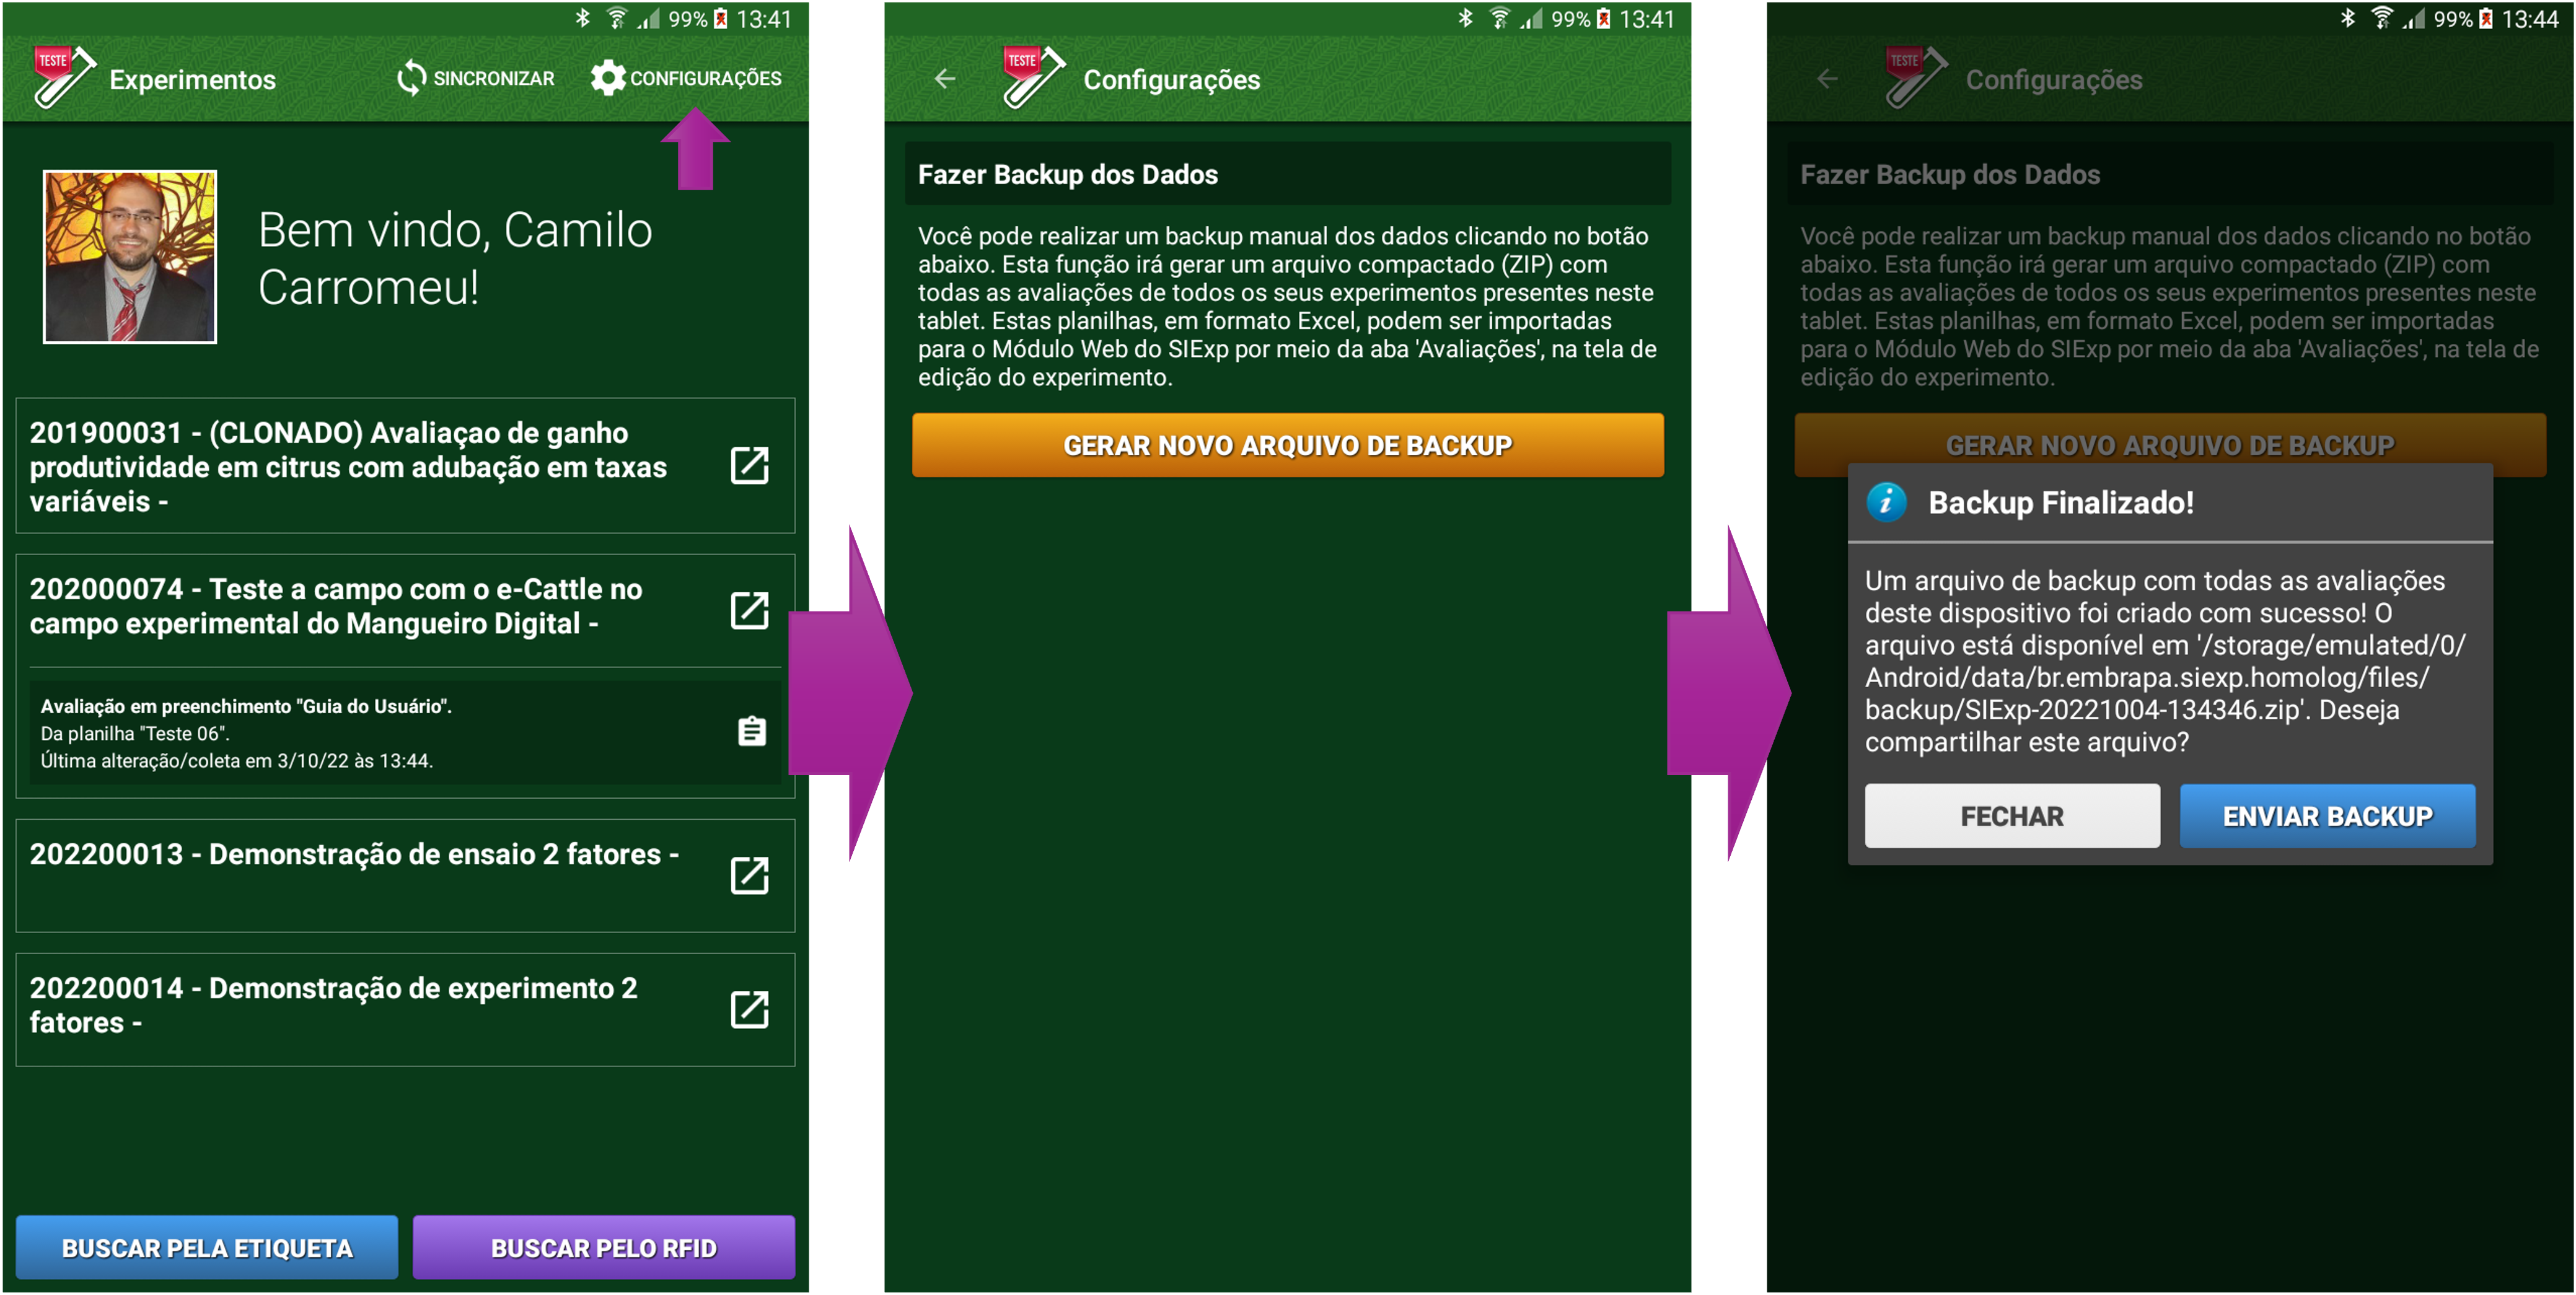 99% 13:41
TESTE
Experimentos
SINCRONIZAR
CONFIGURAÇÕES
Bem vindo, Camilo
Carromeu!
201900031 - (CLONADO) Avaliaçao de ganho
produtividade em citrus com adubação em taxas
variáveis -
202000074 - Teste a campo com o e-Cattle no
campo experimental do Mangueiro Digital -
Avaliação em preenchimento "Guia do Usuário".
Da planilha "Teste 06".
Última alteração/coleta em 3/10/22 às 13:44.
202200013 - Demonstração de ensaio 2 fatores -
202200014 - Demonstração de experimento 2
fatores -
BUSCAR PELA ETIQUETA
BUSCAR PELO RFID
99% 13:41
TESTE
Configurações
Fazer Backup dos Dados
Você pode realizar um backup manual dos dados clicando no botão
abaixo. Esta função irá gerar um arquivo compactado (ZIP) com
todas as avaliações de todos os seus experimentos presentes neste
tablet. Estas planilhas, em formato Excel, podem ser importadas
para o Módulo Web do SIExp por meio da aba 'Avaliações', na tela de
edição do experimento.
GERAR NOVO ARQUIVO DE BACKUP
99% 13:44
TESTE
Configurações
Fazer Backup dos Dados
Você pode realizar um backup manual dos dados clicando no botão
abaixo. Esta função irá gerar um arquivo compactado (ZIP) com
todas as avaliações de todos os seus experimentos presentes neste
tablet. Estas planilhas, em formato Excel, podem ser importadas
para o Módulo Web do SIExp por meio da aba 'Avaliações', na tela de
edição do experimento.
GERAR NOVO ARQUIVO DE BACKUP
Backup Finalizado!
Um arquivo de backup com todas as avaliações
deste dispositivo foi criado com sucesso! O
arquivo está disponível em '/storage/emulated/0/
Android/data/br.embrapa.siexp.homolog/files/
backup/SIExp-20221004-134346.zip'. Deseja
compartilhar este arquivo?
FECHAR
ENVIAR BACKUP